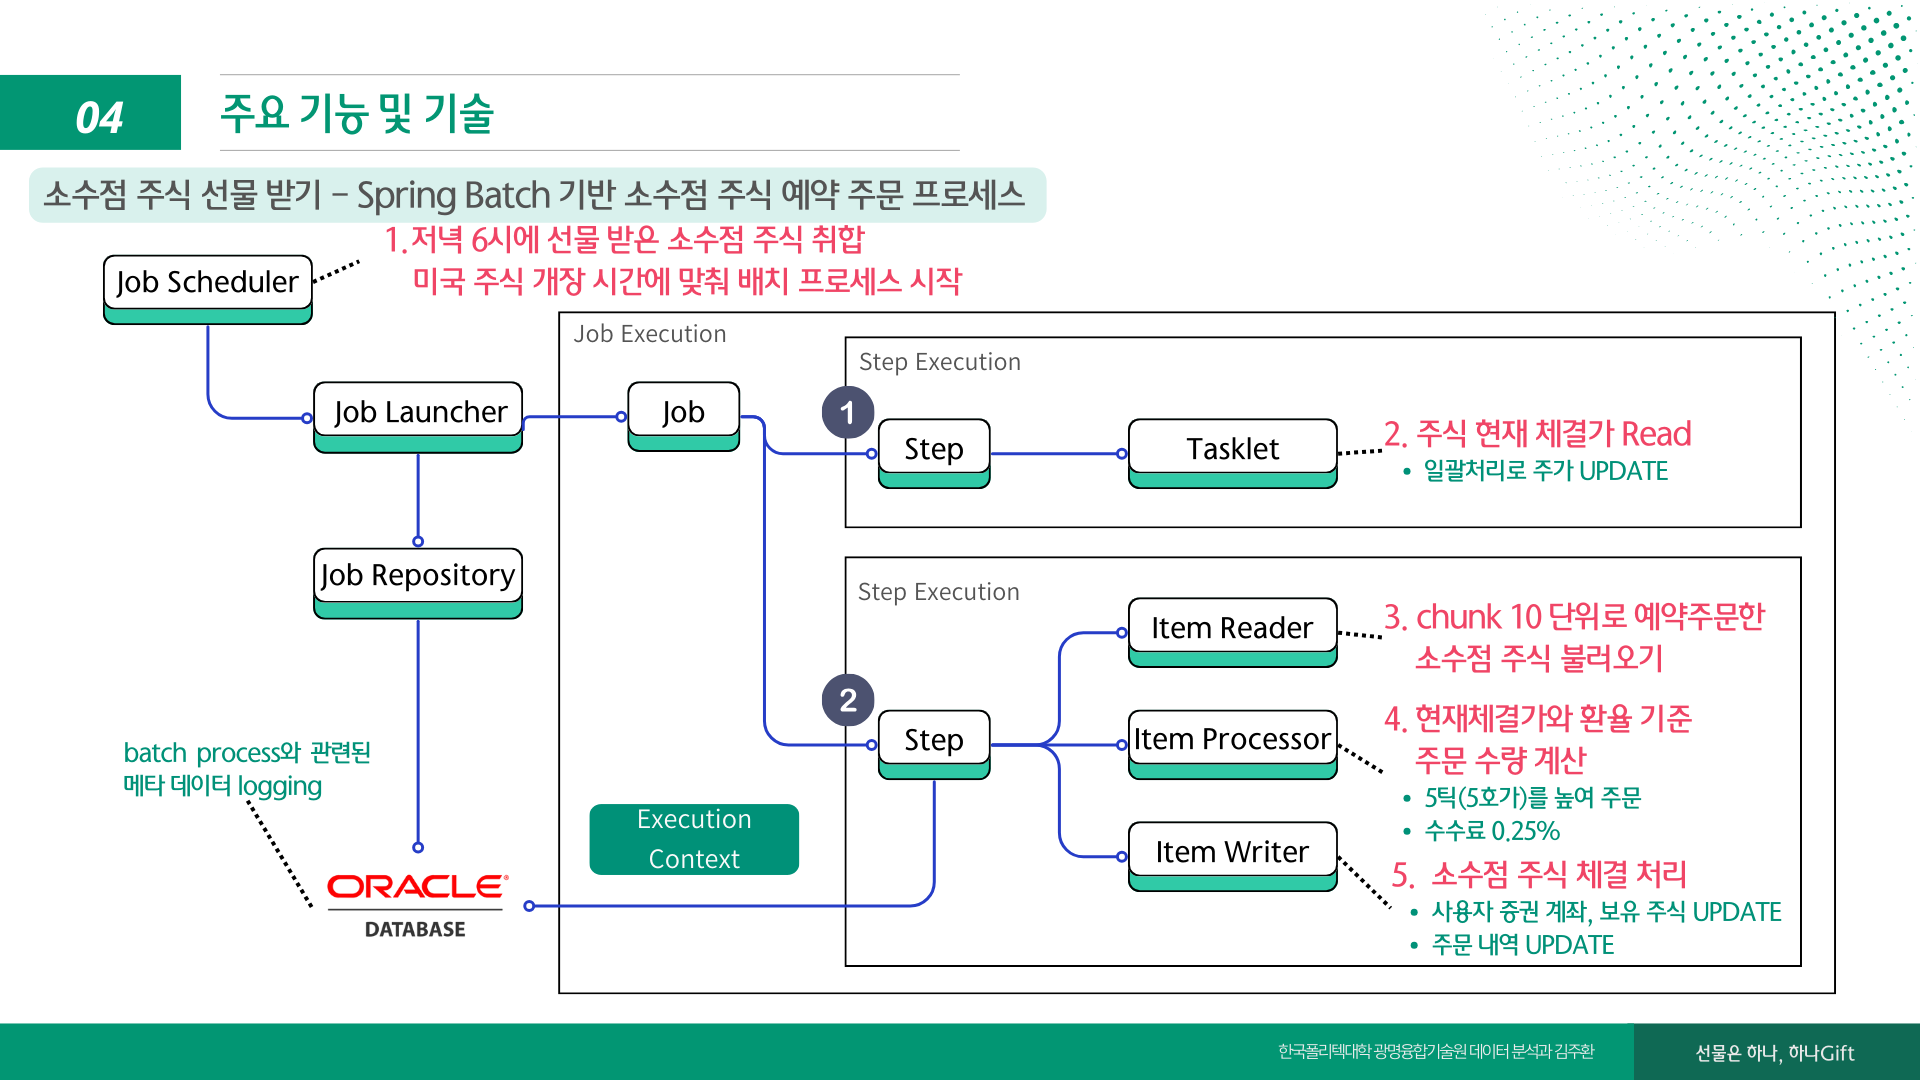 04
주요 기능 및 기술
소수점 주식 선물 받기 – Spring Batch 기반 소수점 주식 예약 주문 프로세스
1. 저녁 6시에 선물 받은 소수점 주식 취합
미국 주식 개장 시간에 맞춰 배치 프로세스 시작
Job Scheduler
Job Execution
Step Execution
Job Launcher
Job
1
Step
Tasklet
2. 주식 현재 체결가 Read
• 일괄처리로 주가 UPDATE
Job Repository
Step Execution
Item Reader
3. chunk 10 단위로 예약주문한
소수점 주식 불러오기
2
Step
Item Processor
4. 현재체결가와 환율 기준
주문 수량 계산
• 5틱(5호가)를 높여 주문
• 수수료 0.25%
batch process와 관련된
메타 데이터 logging
Execution
Context
Item Writer
5. 소수점 주식 체결 처리
• 사용자 증권 계좌, 보유 주식 UPDATE
• 주문 내역 UPDATE
ORACLE®
DATABASE
한국폴리텍대학 광명융합기술원 데이터 분석과 김주환
선물은 하나, 하나Gift